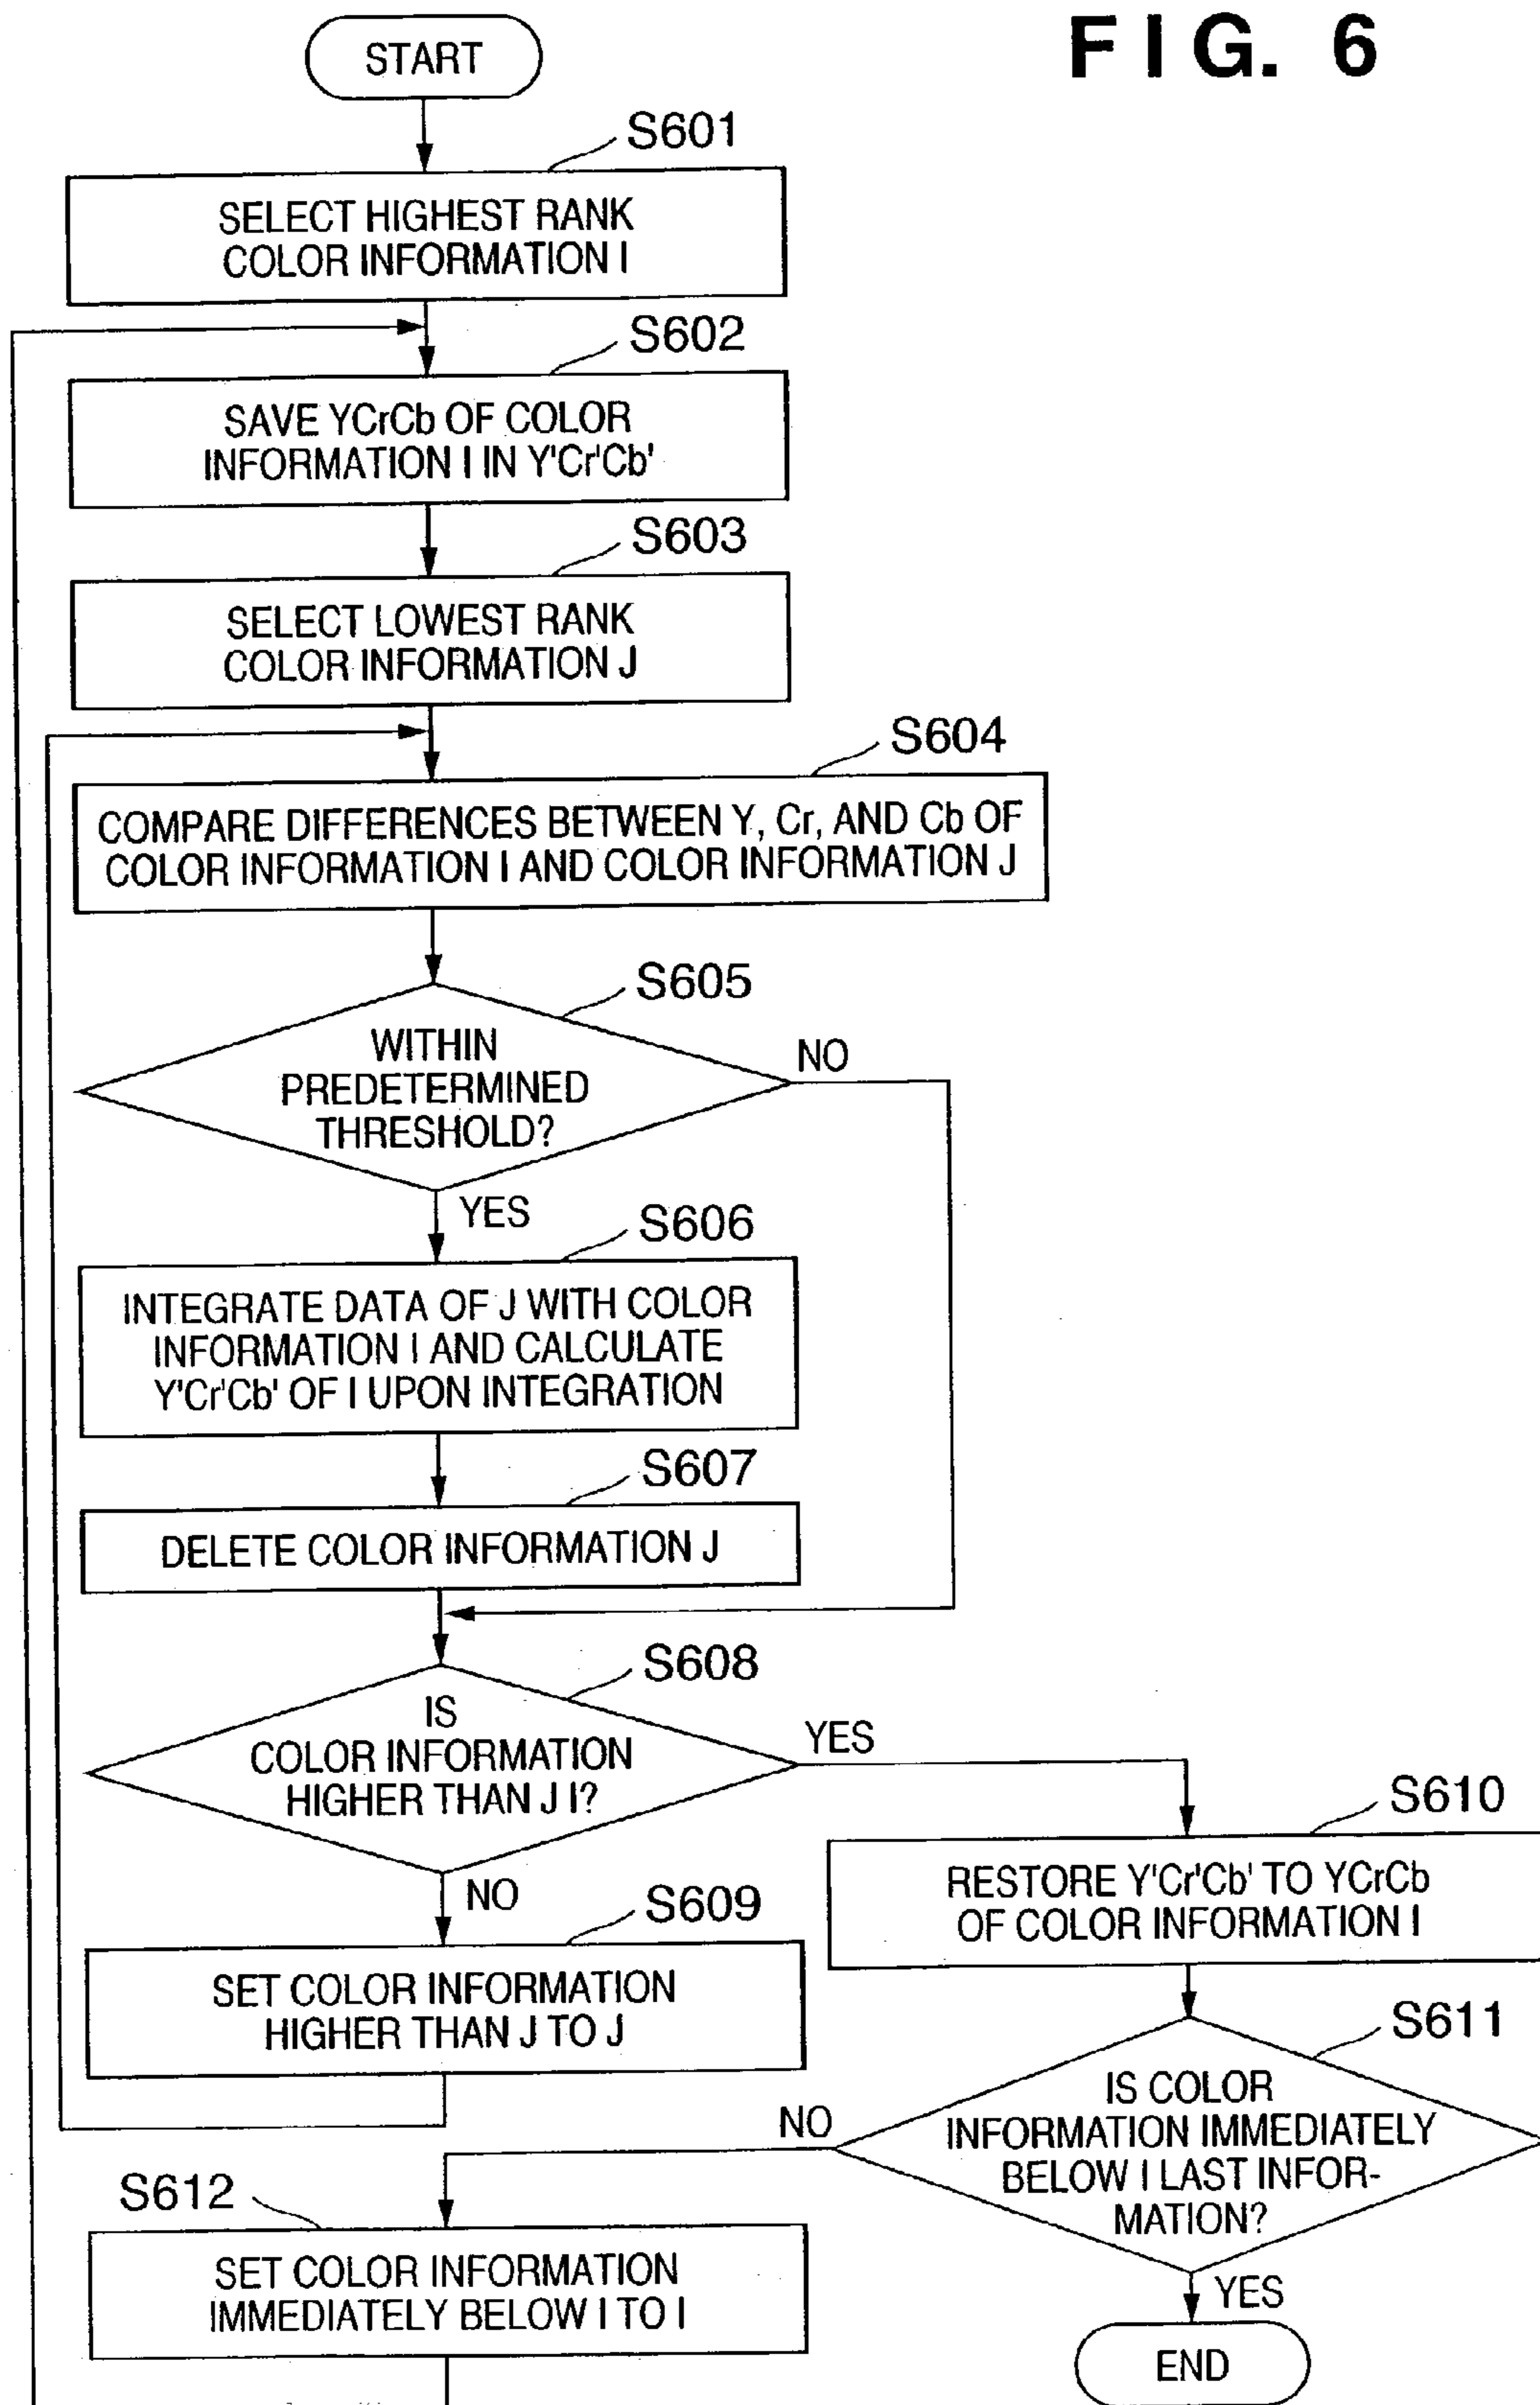 FIG. 6
START
S601
SELECT HIGHEST RANK
COLOR INFORMATION I
S602
SAVE YCrCb OF COLOR
INFORMATION I IN Y'Cr'Cb'
S603
SELECT LOWEST RANK
COLOR INFORMATION J
S604
COMPARE DIFFERENCES BETWEEN Y, Cr, AND Cb OF
COLOR INFORMATION I AND COLOR INFORMATION J
S605
WITHIN
PREDETERMINED
THRESHOLD?
NO
YES
S606
INTEGRATE DATA OF J WITH COLOR
INFORMATION I AND CALCULATE
Y'Cr'Cb' OF I UPON INTEGRATION
S607
DELETE COLOR INFORMATION J
S608
IS
COLOR INFORMATION
HIGHER THAN J I?
YES
NO
S609
SET COLOR INFORMATION
HIGHER THAN J TO J
S610
RESTORE Y'Cr'Cb' TO YCrCb
OF COLOR INFORMATION I
S611
IS COLOR
INFORMATION IMMEDIATELY
BELOW I LAST INFOR-
MATION?
NO
YES
S612
SET COLOR INFORMATION
IMMEDIATELY BELOW I TO I
END